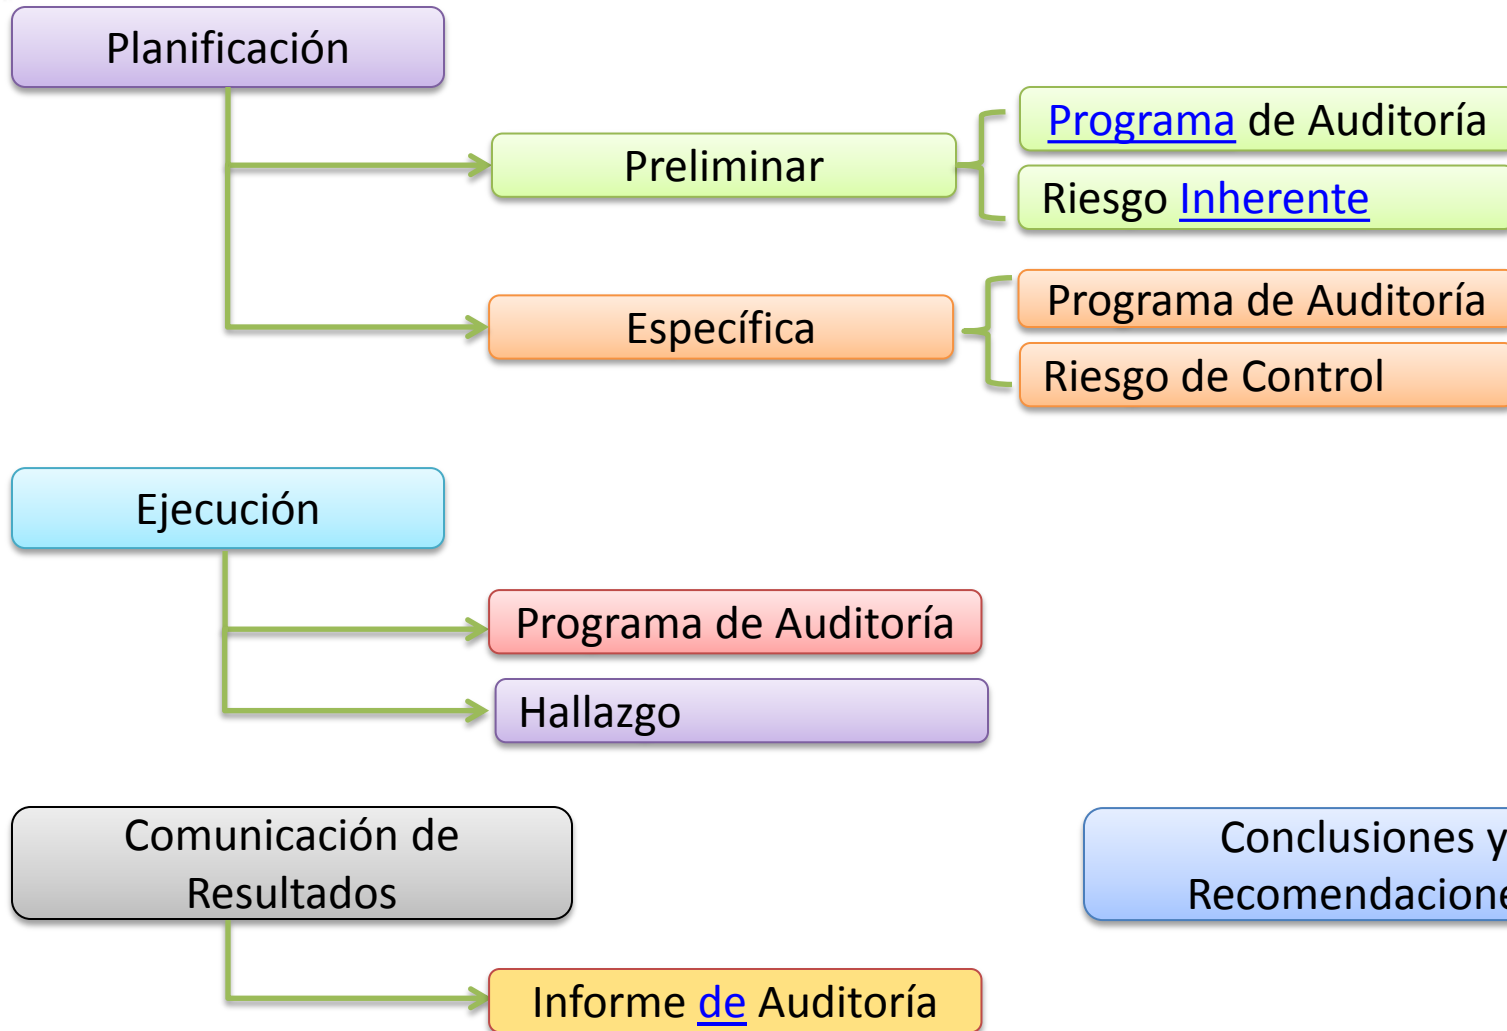 Planificación
Preliminar
Programa de Auditoría
Riesgo Inherente
Específica
Programa de Auditoría
Riesgo de Control
Ejecución
Programa de Auditoría
Hallazgo
Comunicación de
Resultados
Conclusiones y
Recomendacione
Informe de Auditoría